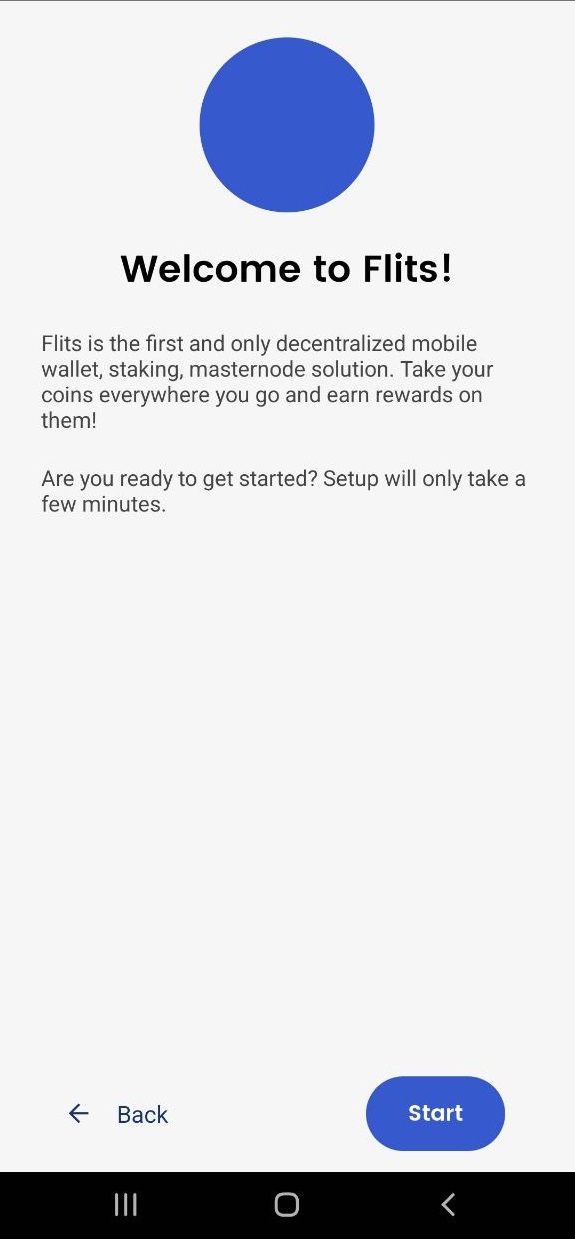 Welcome to Flits!
Flits is the first and only decentralized mobile
wallet, staking, masternode solution. Take your
coins everywhere you go and earn rewards on
them!
Are you ready to get started? Setup will only take a
few minutes.
Back
Start